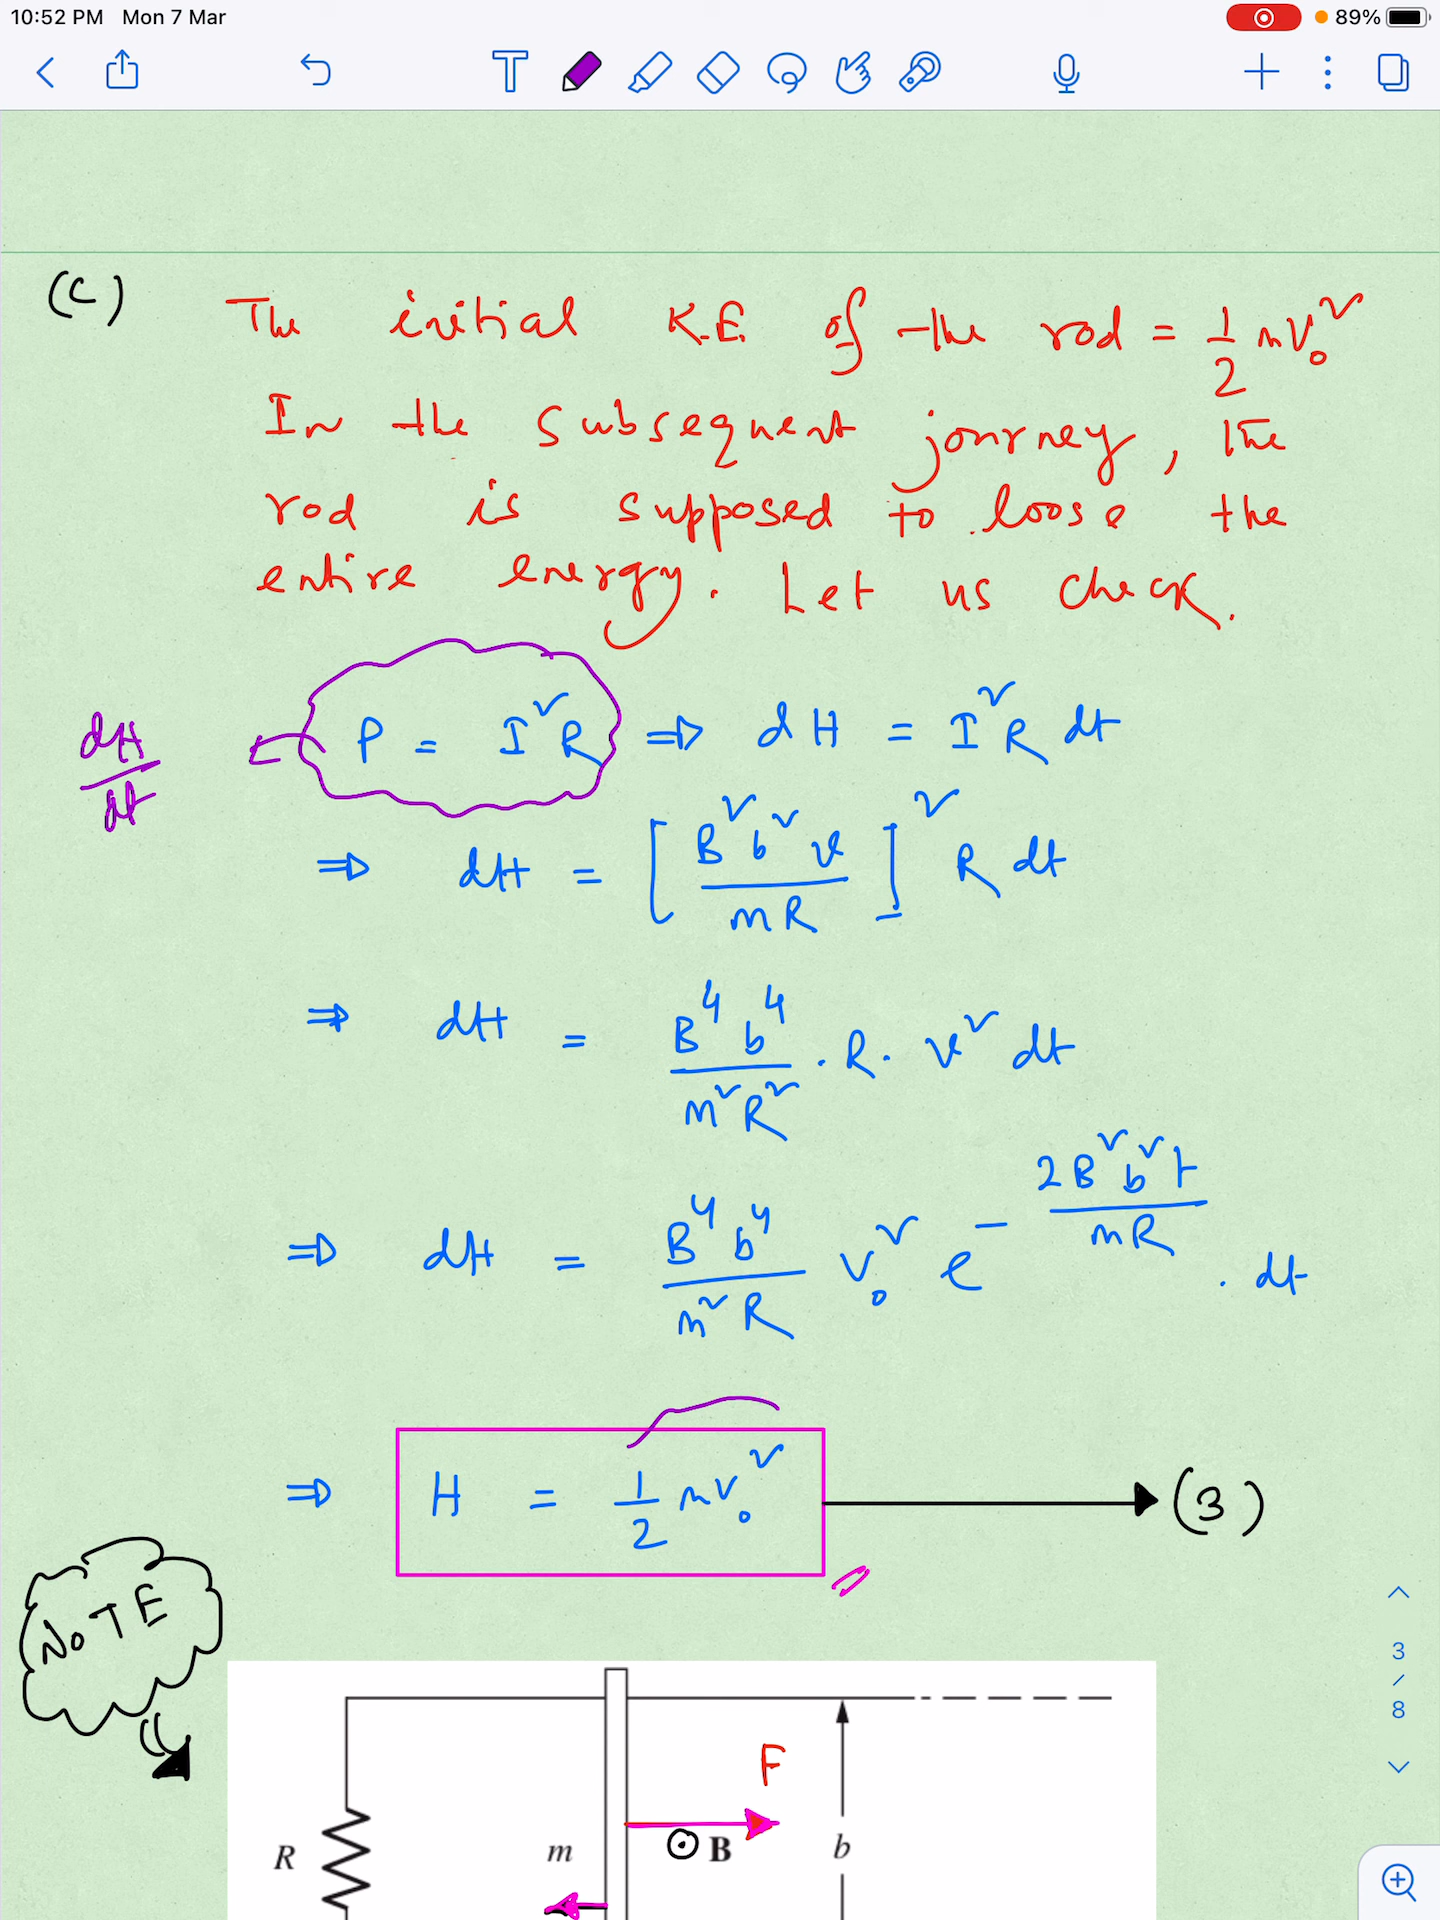 10:52 PM Mon 7 Mar 89%
(C) The initial K.E. of the rod = 1/2 mV₀²
In the subsequent journey, the
rod is supposed to loose the
entire energy. Let us check.
dH/dt ← P = I²R ⇒ dH = I²R dt
⇒ dH = [B²b²v / mR]² R dt
⇒ dH = B⁴b⁴ / m²R² · R · v² dt
⇒ dH = B⁴b⁴ / m²R v₀² e^(−2B²b²t / mR) · dt
⇒ H = 1/2 mV₀² → (3)
NOTE
F
R m B b
3
/
8